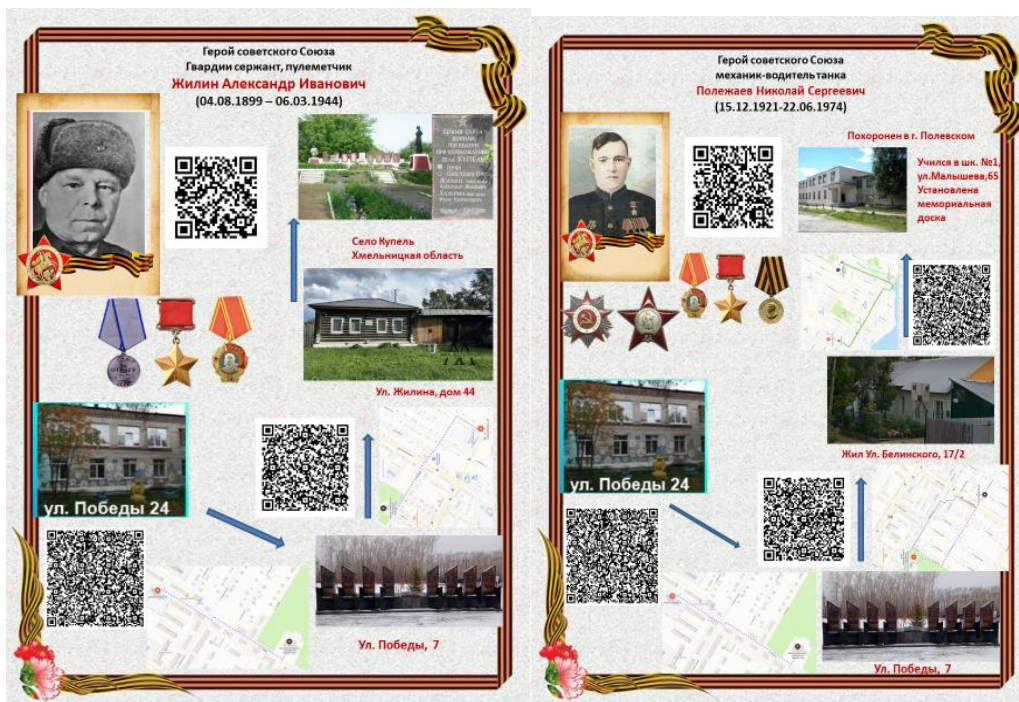 Герой советского Союза
Гвардии сержант, пулеметчик
Жилин Александр Иванович
(04.08.1899 – 06.03.1944)
КУПЕЛЬ
Село Купель
Хмельницкая область
Ул. Жилина, дом 44
ул. Победы 24
Ул. Победы, 7
Герой советского Союза
механик-водитель танка
Полежаев Николай Сергеевич
(15.12.1921-22.06.1974)
Похоронен в г. Полевском
Учился в шк. №1,
ул.Малышева,65
Установлена
мемориальная
доска
Жил Ул. Белинского, 17/2
ул. Победы 24
Ул. Победы, 7